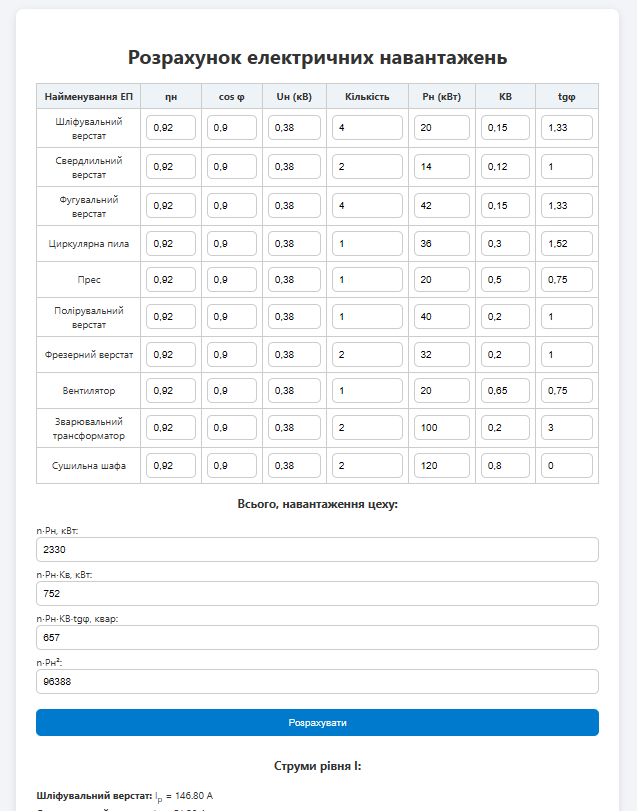 Розрахунок електричних навантажень
Найменування ЕП ηн cos φ Uн (кВ) Кількість Рн (кВт) КВ tgφ
Шліфувальний
верстат 0,92 0,9 0,38 4 20 0,15 1,33
Свердлильний
верстат 0,92 0,9 0,38 2 14 0,12 1
Фугувальний
верстат 0,92 0,9 0,38 4 42 0,15 1,33
Циркулярна пила 0,92 0,9 0,38 1 36 0,3 1,52
Прес 0,92 0,9 0,38 1 20 0,5 0,75
Полірувальний
верстат 0,92 0,9 0,38 1 40 0,2 1
Фрезерний верстат 0,92 0,9 0,38 2 32 0,2 1
Вентилятор 0,92 0,9 0,38 1 20 0,65 0,75
Зварювальний
трансформатор 0,92 0,9 0,38 2 100 0,2 3
Сушильна шафа 0,92 0,9 0,38 2 120 0,8 0
Всього, навантаження цеху:
n·Рн, кВт:
2330
n·Рн·Кв, кВт:
752
n·Рн·КВ·tgφ, квар:
657
n·Рн²:
96388
Розрахувати
Струми рівня I:
Шліфувальний верстат: Iр = 146,80 А